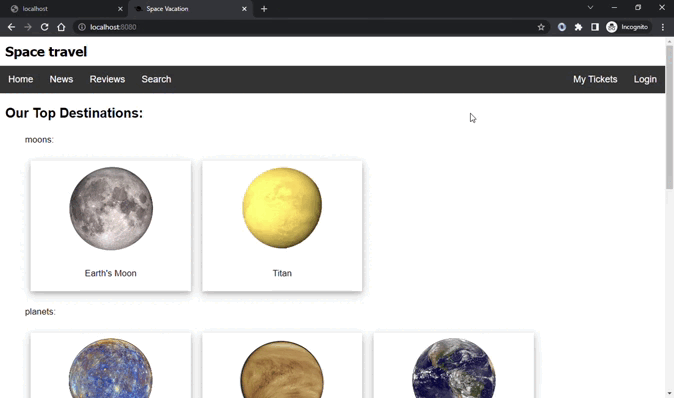 localhost
Space Vacation
localhost:8080
Incognito
Space travel
Home News Reviews Search My Tickets Login
Our Top Destinations:
moons:
Earth's Moon Titan
planets: